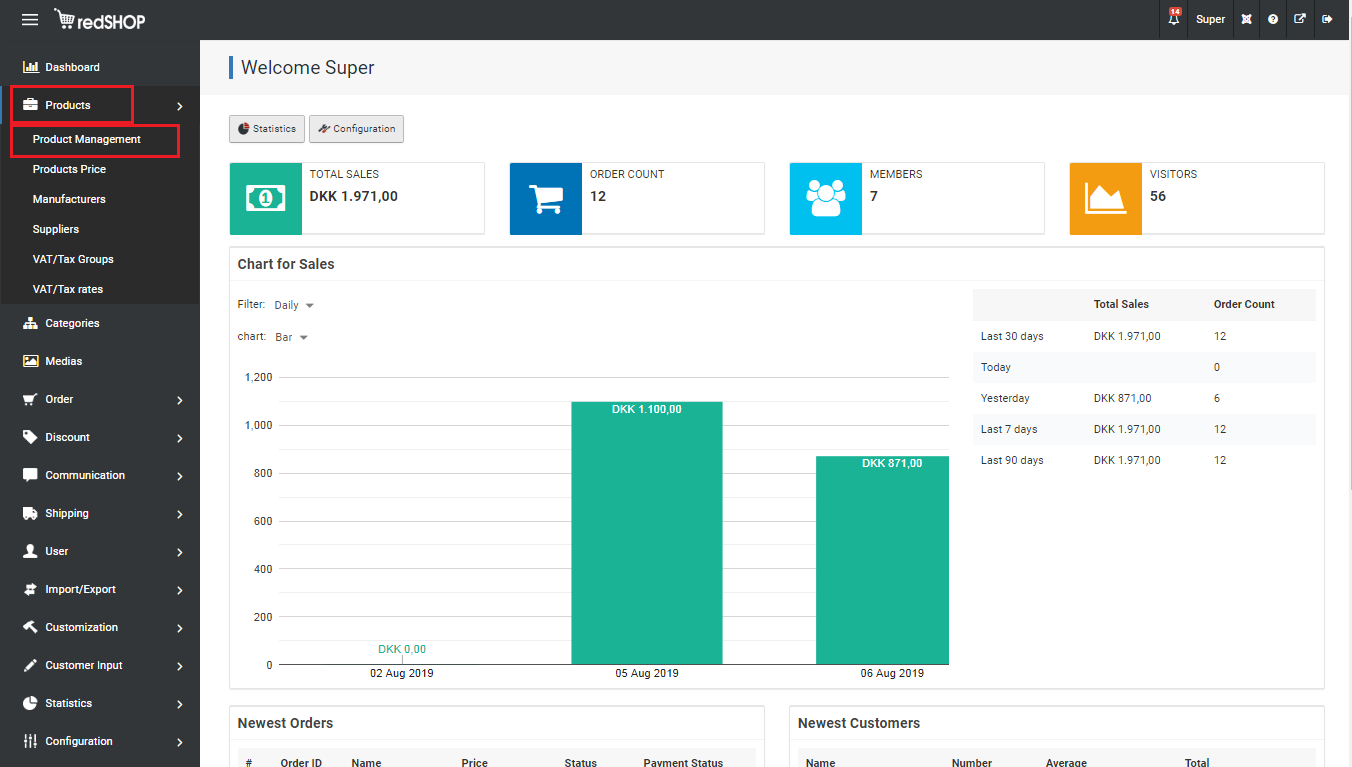 redSHOP
14
Super
Dashboard
Products
Product Management
Products Price
Manufacturers
Suppliers
VAT/Tax Groups
VAT/Tax rates
Categories
Medias
Order
Discount
Communication
Shipping
User
Import/Export
Customization
Customer Input
Statistics
Configuration
Welcome Super
Statistics
Configuration
TOTAL SALES
DKK 1.971,00
ORDER COUNT
12
MEMBERS
7
VISITORS
56
Chart for Sales
Filter: Daily
chart: Bar
1,200
1,000
800
600
400
200
0
DKK 0,00
DKK 1.100,00
DKK 871,00
02 Aug 2019
05 Aug 2019
06 Aug 2019
Total Sales Order Count
Last 30 days DKK 1.971,00 12
Today 0
Yesterday DKK 871,00 6
Last 7 days DKK 1.971,00 12
Last 90 days DKK 1.971,00 12
Newest Orders
# Order ID Name Price Status Payment Status
Newest Customers
Name Number Average Total